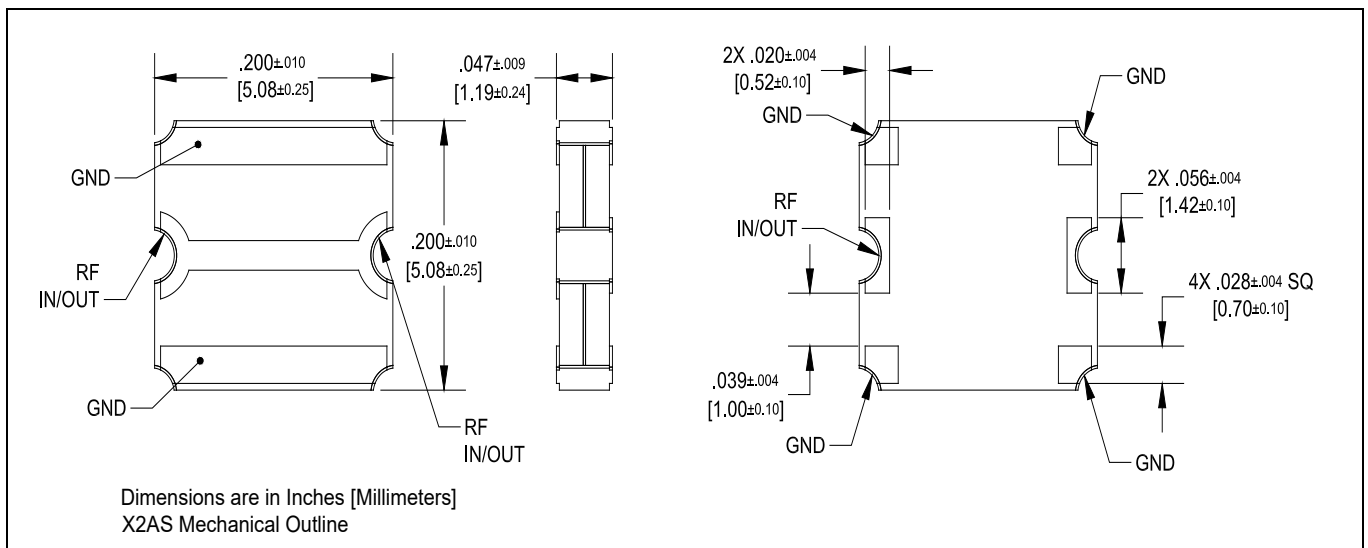 .200±.010
[5.08±0.25]
.047±.009
[1.19±0.24]
GND
RF
IN/OUT
.200±.010
[5.08±0.25]
GND
RF
IN/OUT
2X .020±.004
[0.52±0.10]
GND
GND
RF
IN/OUT
2X .056±.004
[1.42±0.10]
4X .028±.004 SQ
[0.70±0.10]
.039±.004
[1.00±0.10]
GND
GND
Dimensions are in Inches [Millimeters]
X2AS Mechanical Outline